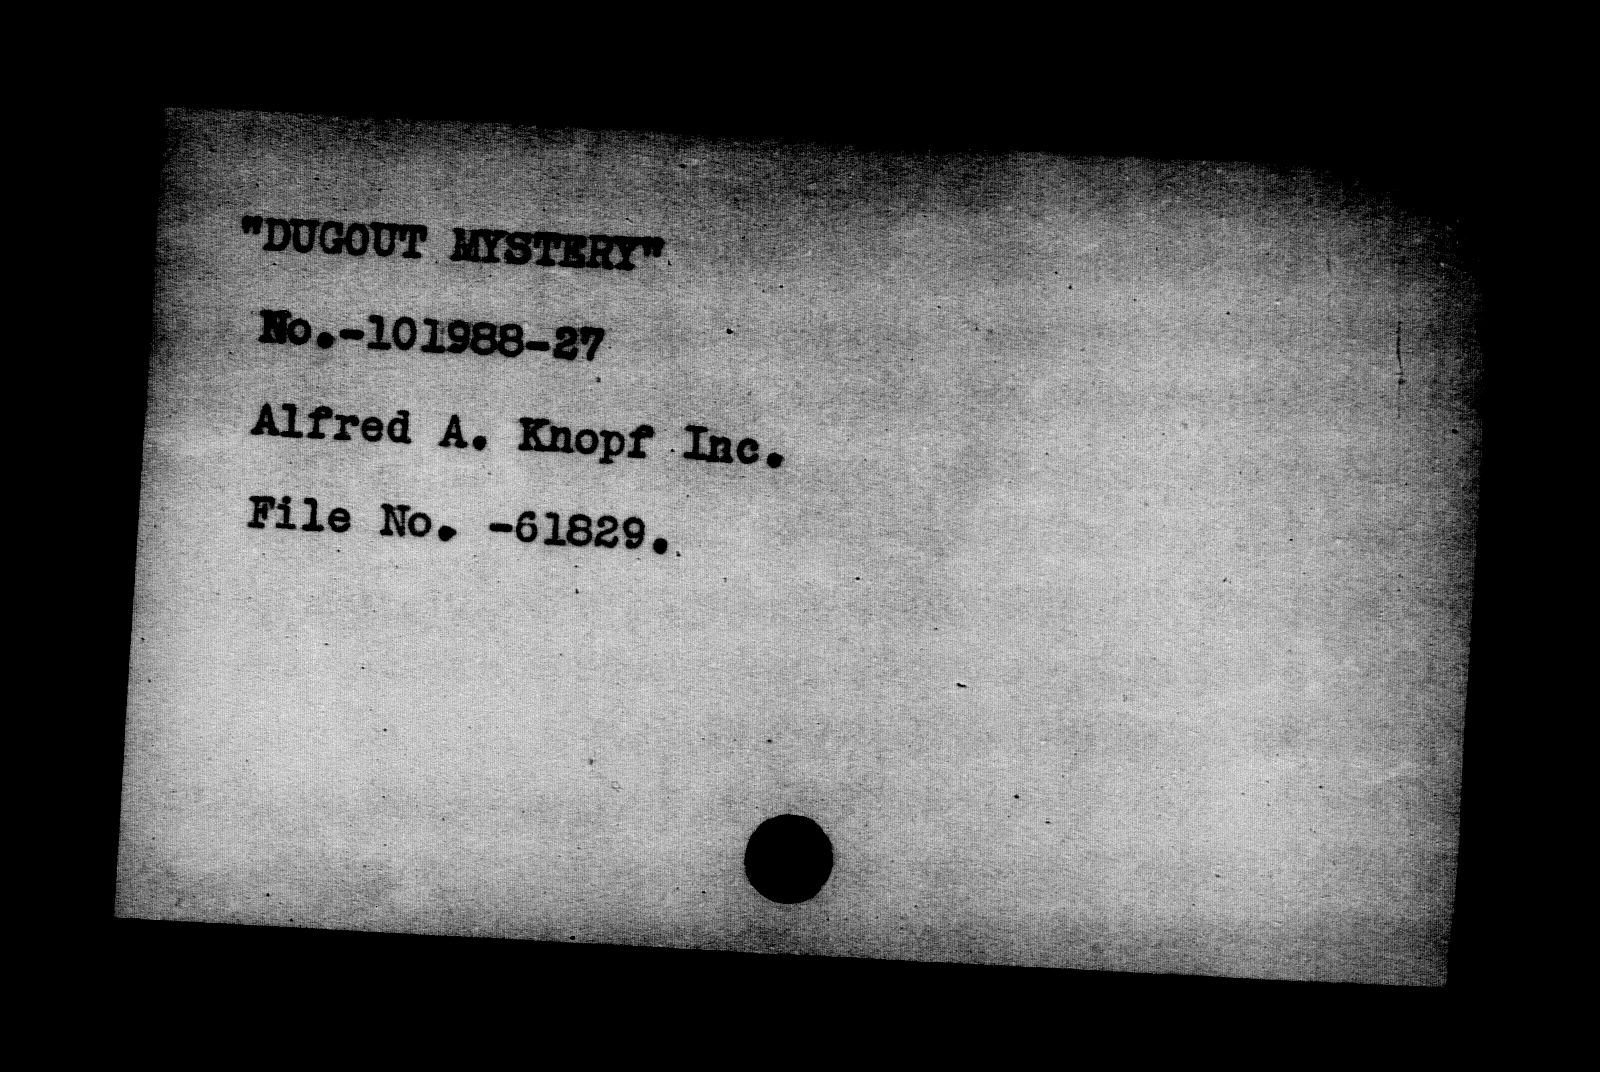 "DUGOUT MYSTERY"
No.-101988-27
Alfred A. Knopf Inc.
File No. -61829.